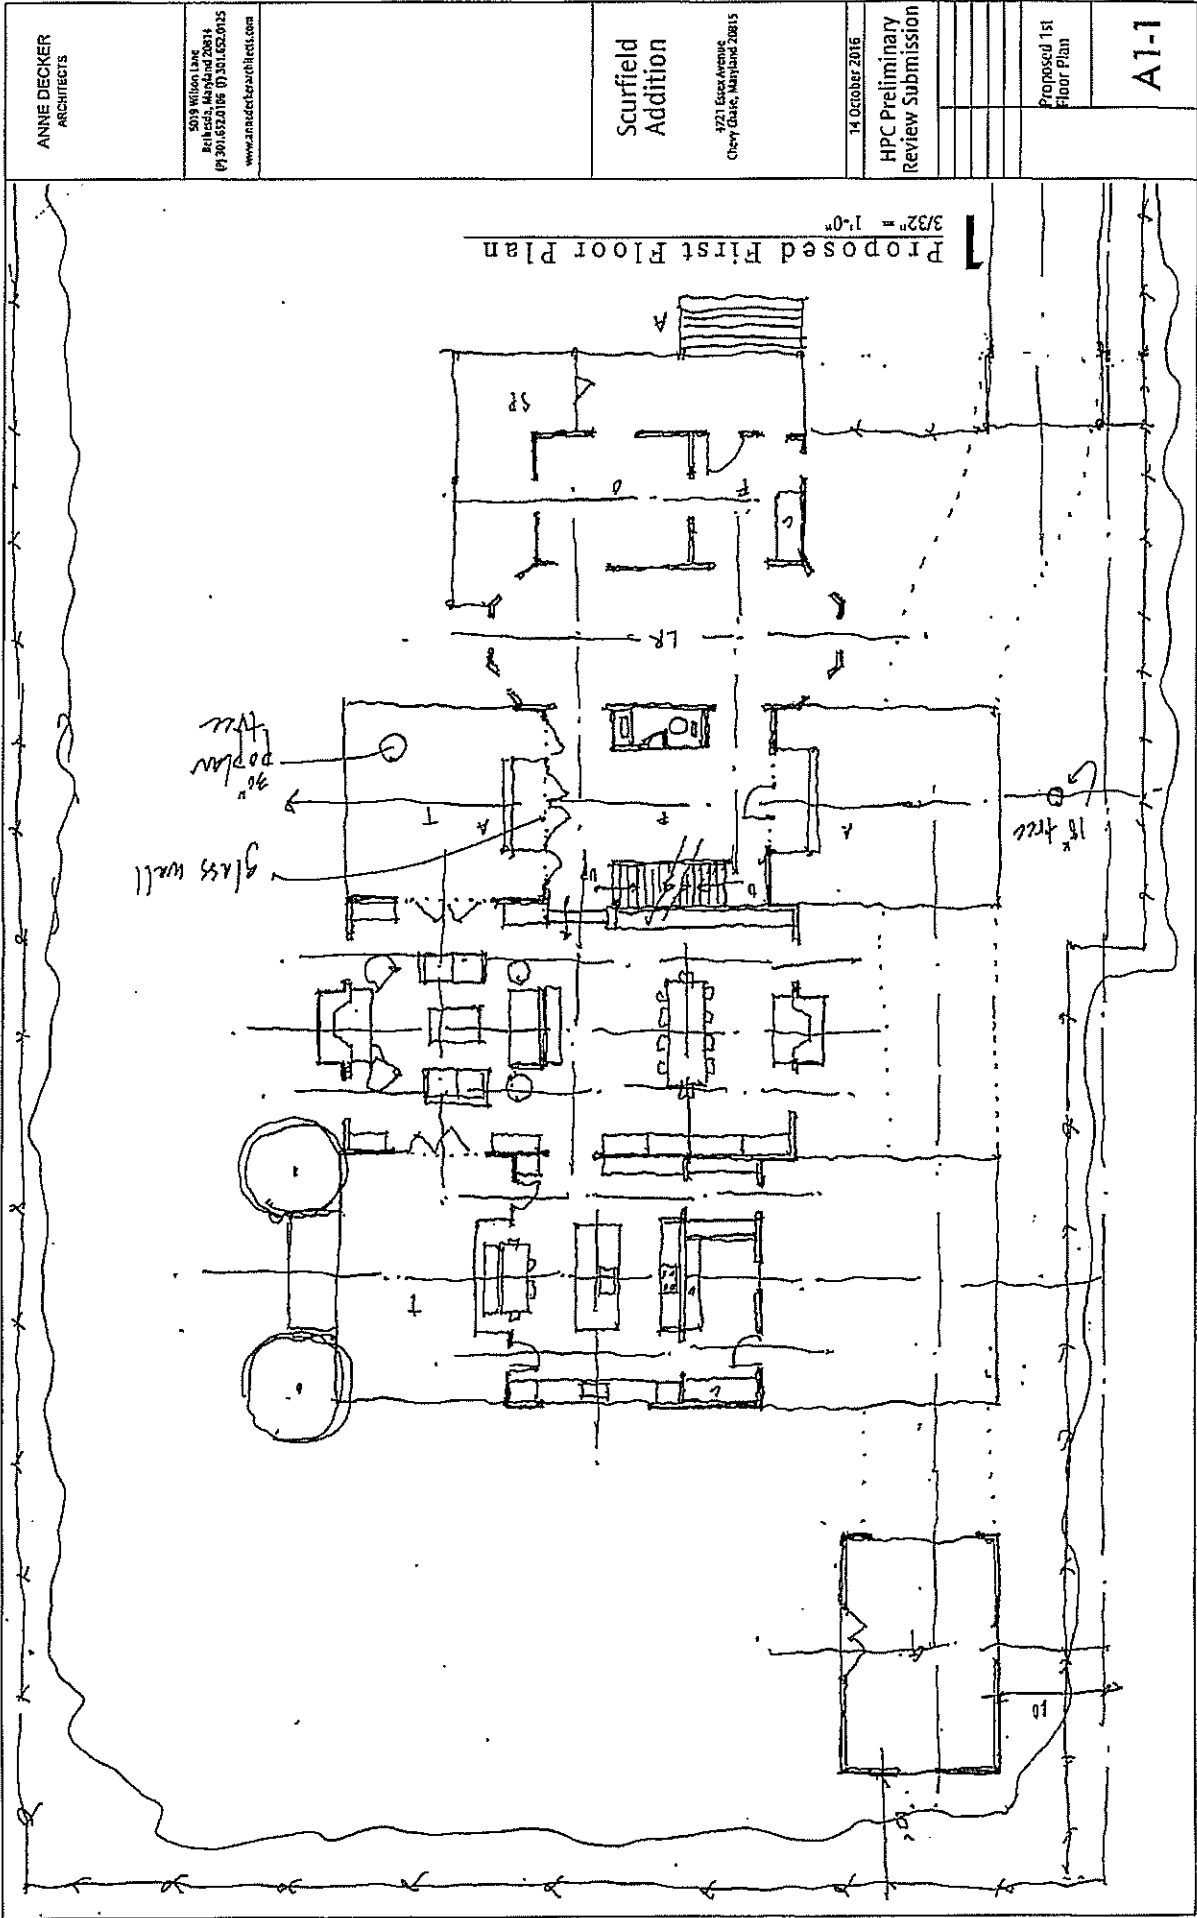 ANNE DECKER
ARCHITECTS
5019 Wilson Lane
Bethesda, Maryland 20814
(P) 301.652.0106 (F) 301.652.0125
www.annedeckerarchitects.com
Scurfield
Addition
4721 Essex Avenue
Chevy Chase, Maryland 20815
14 October 2016
HPC Preliminary
Review Submission
Proposed 1st
Floor Plan
A1-1
1
Proposed First Floor Plan
3/32" = 1'-0"
A
SP
O
F
C
LR
30"
poplar
tree
T
A
A
18" tree
glass wall
UP
D
T
C
10'